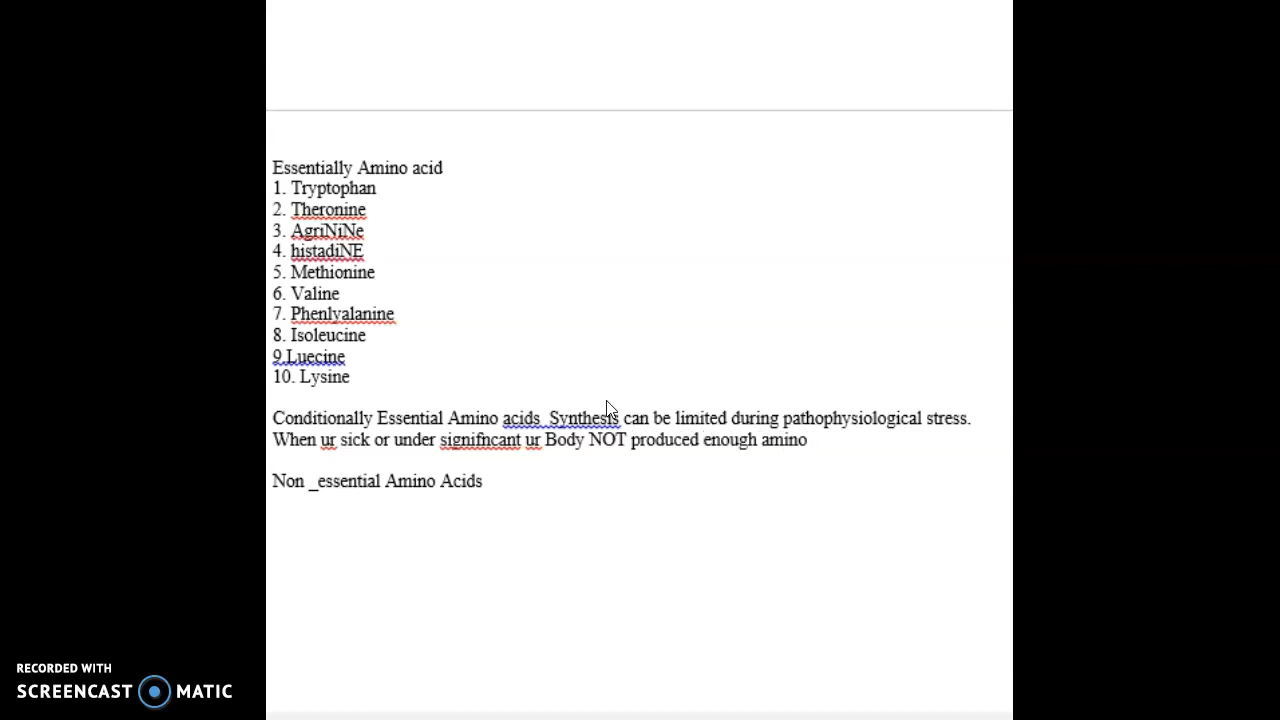 Essentially Amino acid
1. Tryptophan
2. Theronine
3. AgriNiNe
4. histadiNE
5. Methionine
6. Valine
7. Phenlyalanine
8. Isoleucine
9.Luecine
10. Lysine
Conditionally Essential Amino acids  Synthesis can be limited during pathophysiological stress.
When ur sick or under signifncant ur Body NOT produced enough amino
Non _essential Amino Acids
RECORDED WITH
SCREENCAST MATIC